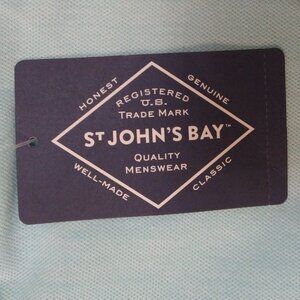 HONEST
GENUINE
REGISTERED
U.S.
TRADE MARK
ST JOHN'S BAY™
QUALITY
MENSWEAR
WELL-MADE
CLASSIC